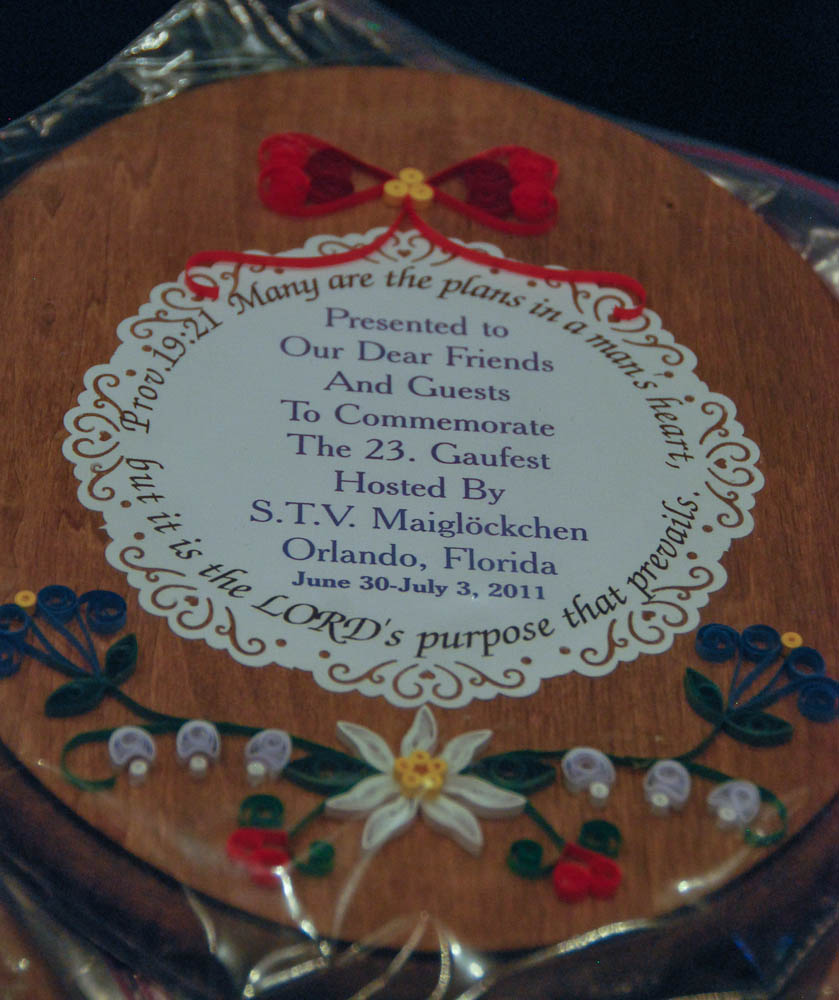 Prov.19:21 Many are the plans in a man's heart,
but it is the LORD's purpose that prevails.
Presented to
Our Dear Friends
And Guests
To Commemorate
The 23. Gaufest
Hosted By
S.T.V. Maiglöckchen
Orlando, Florida
June 30-July 3, 2011